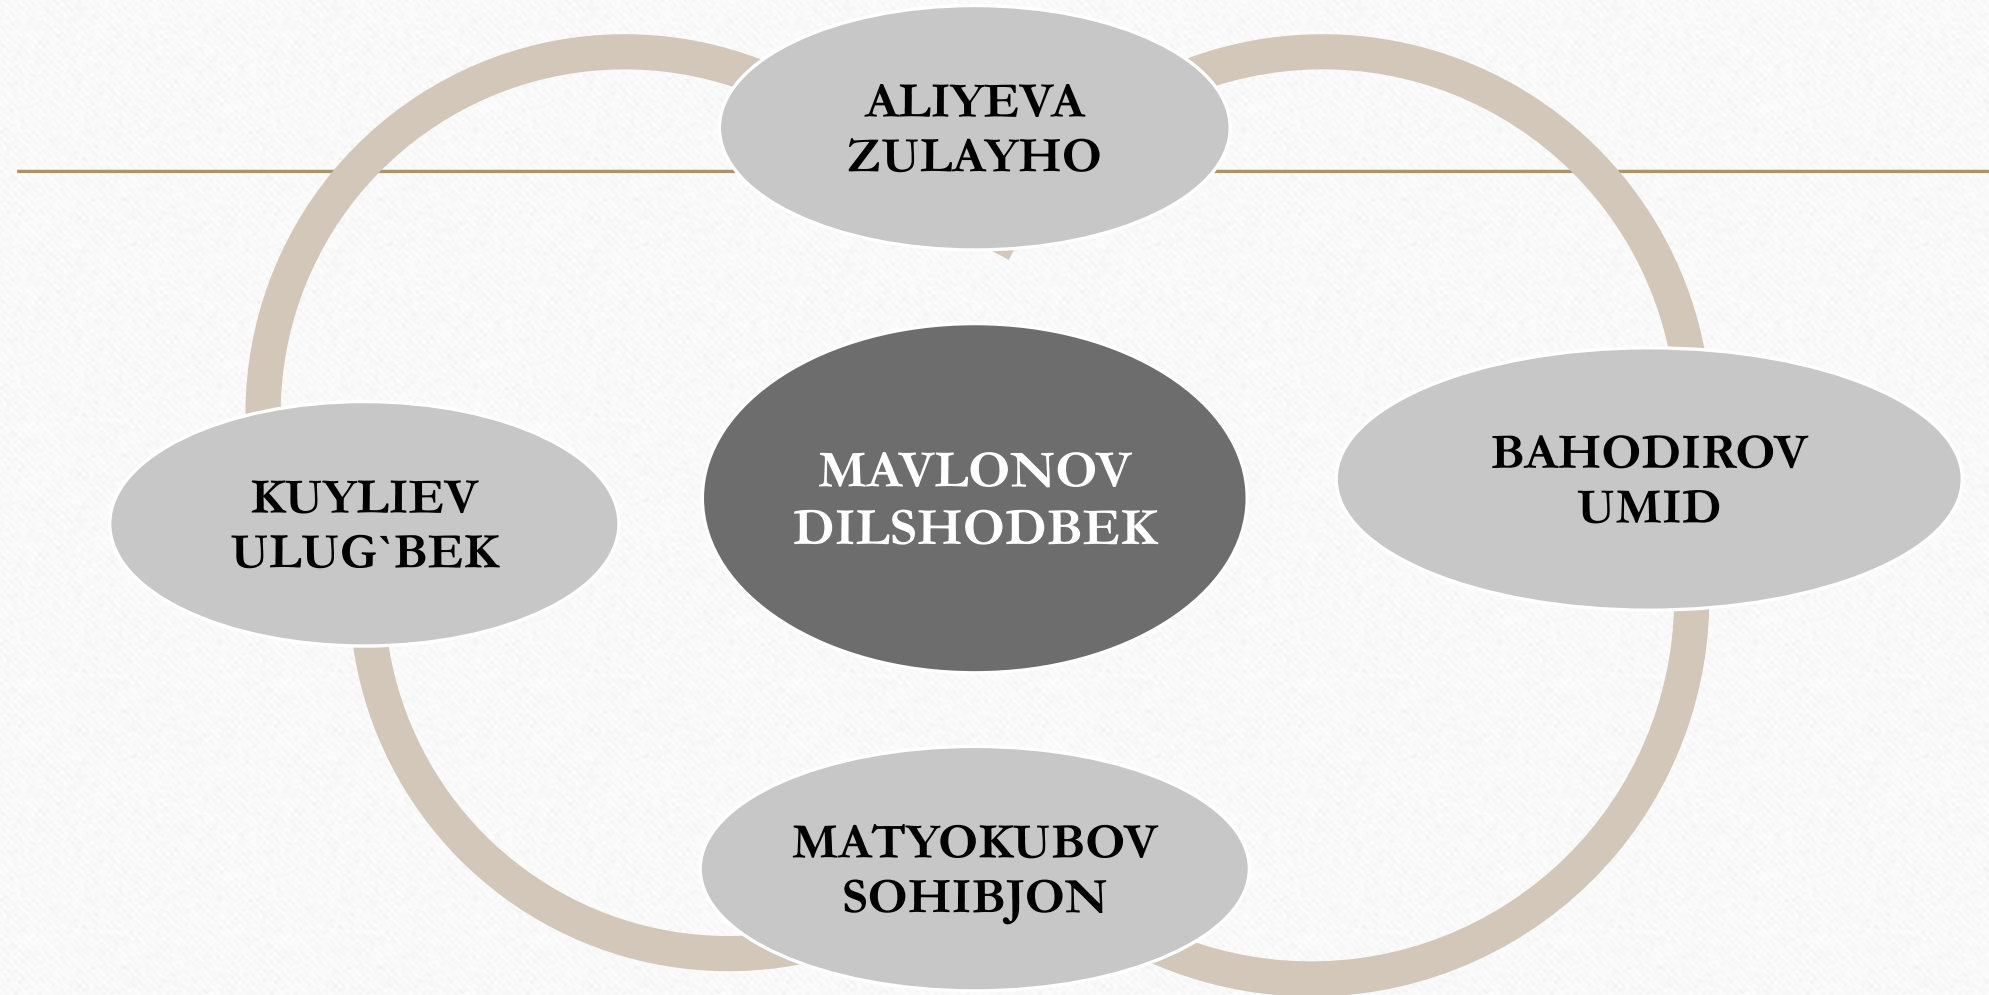 ALIYEVA
ZULAYHO
KUYLIEV
ULUG`BEK
MAVLONOV
DILSHODBEK
BAHODIROV
UMID
MATYOKUBOV
SOHIBJON